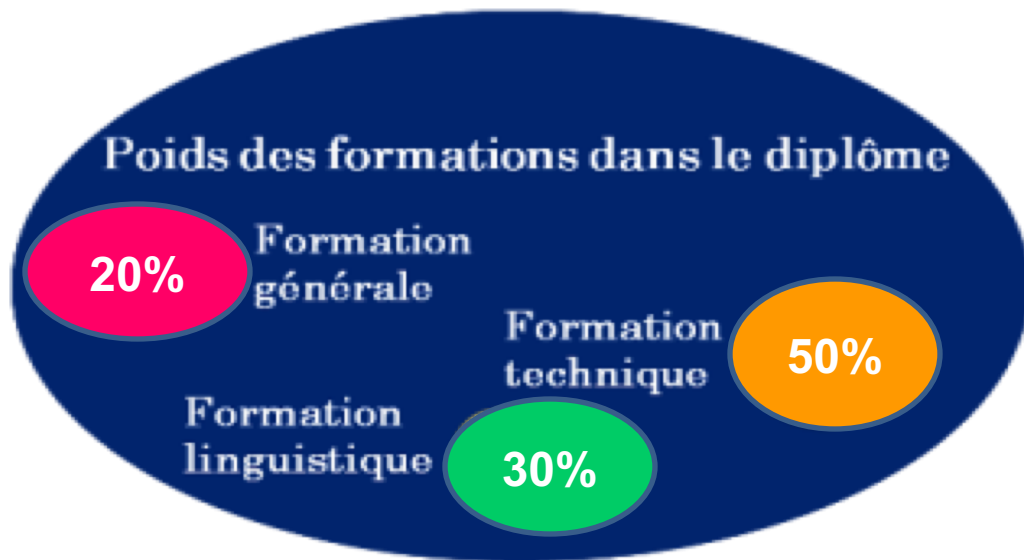 Poids des formations dans le diplôme
20%
Formation
générale
Formation
technique
50%
Formation
linguistique
30%